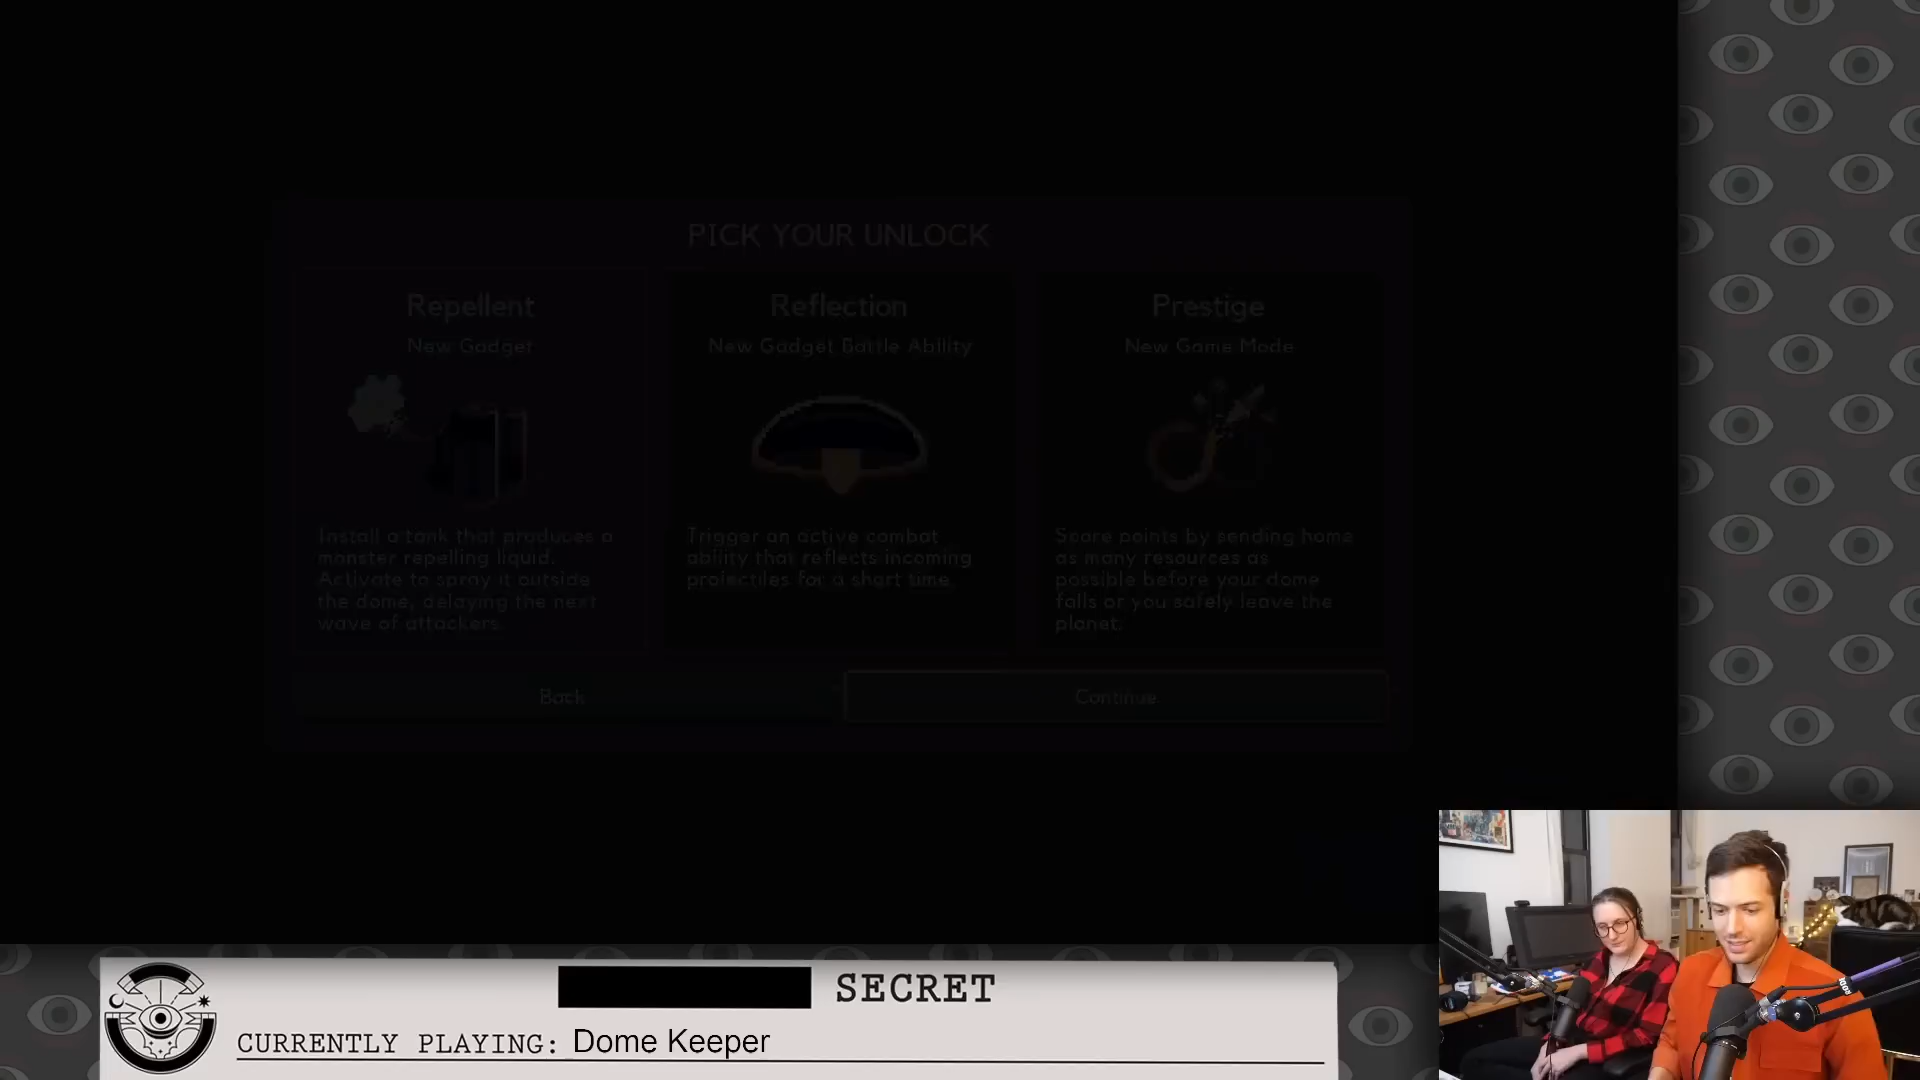 PICK YOUR UNLOCK
Repellent
New Gadget
Install a tank that produces a
monster repelling liquid.
Activate to spray it outside
the dome, delaying the next
wave of attackers.
Reflection
New Gadget Battle Ability
Trigger an active combat
ability that reflects incoming
projectiles for a short time.
Prestige
New Game Mode
Score points by sending home
as many resources as
possible before your dome
falls or you safely leave the
planet.
Back
Continue
SECRET
CURRENTLY PLAYING: Dome Keeper